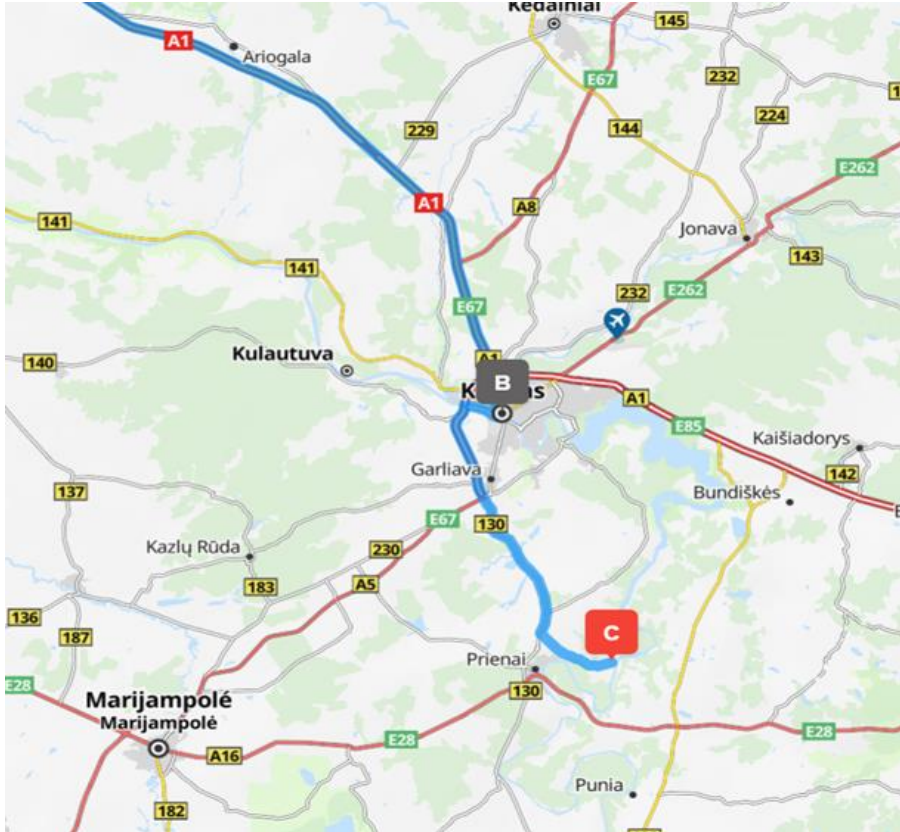 Kėdainiai
145
A1
Ariogala
E67
232
224
229
144
A1
E262
141
A8
Jonava
143
141
E262
232
E67
Kulautuva
A1
140
B
A1
E85
Kaišiadorys
Garliava
142
137
Bundiškės
E67
130
Kazlų Rūda
230
183
A5
136
187
C
Prienai
E28
130
Marijampolé
Marijampolė
E28
E28
A16
Punia
182